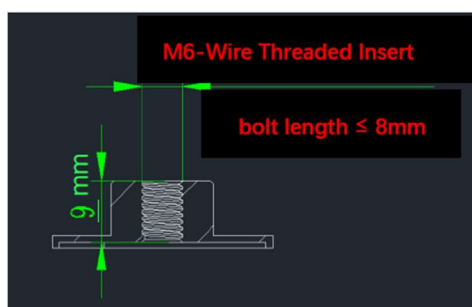 M6-Wire Threaded Insert
bolt length ≤ 8mm
9 mm